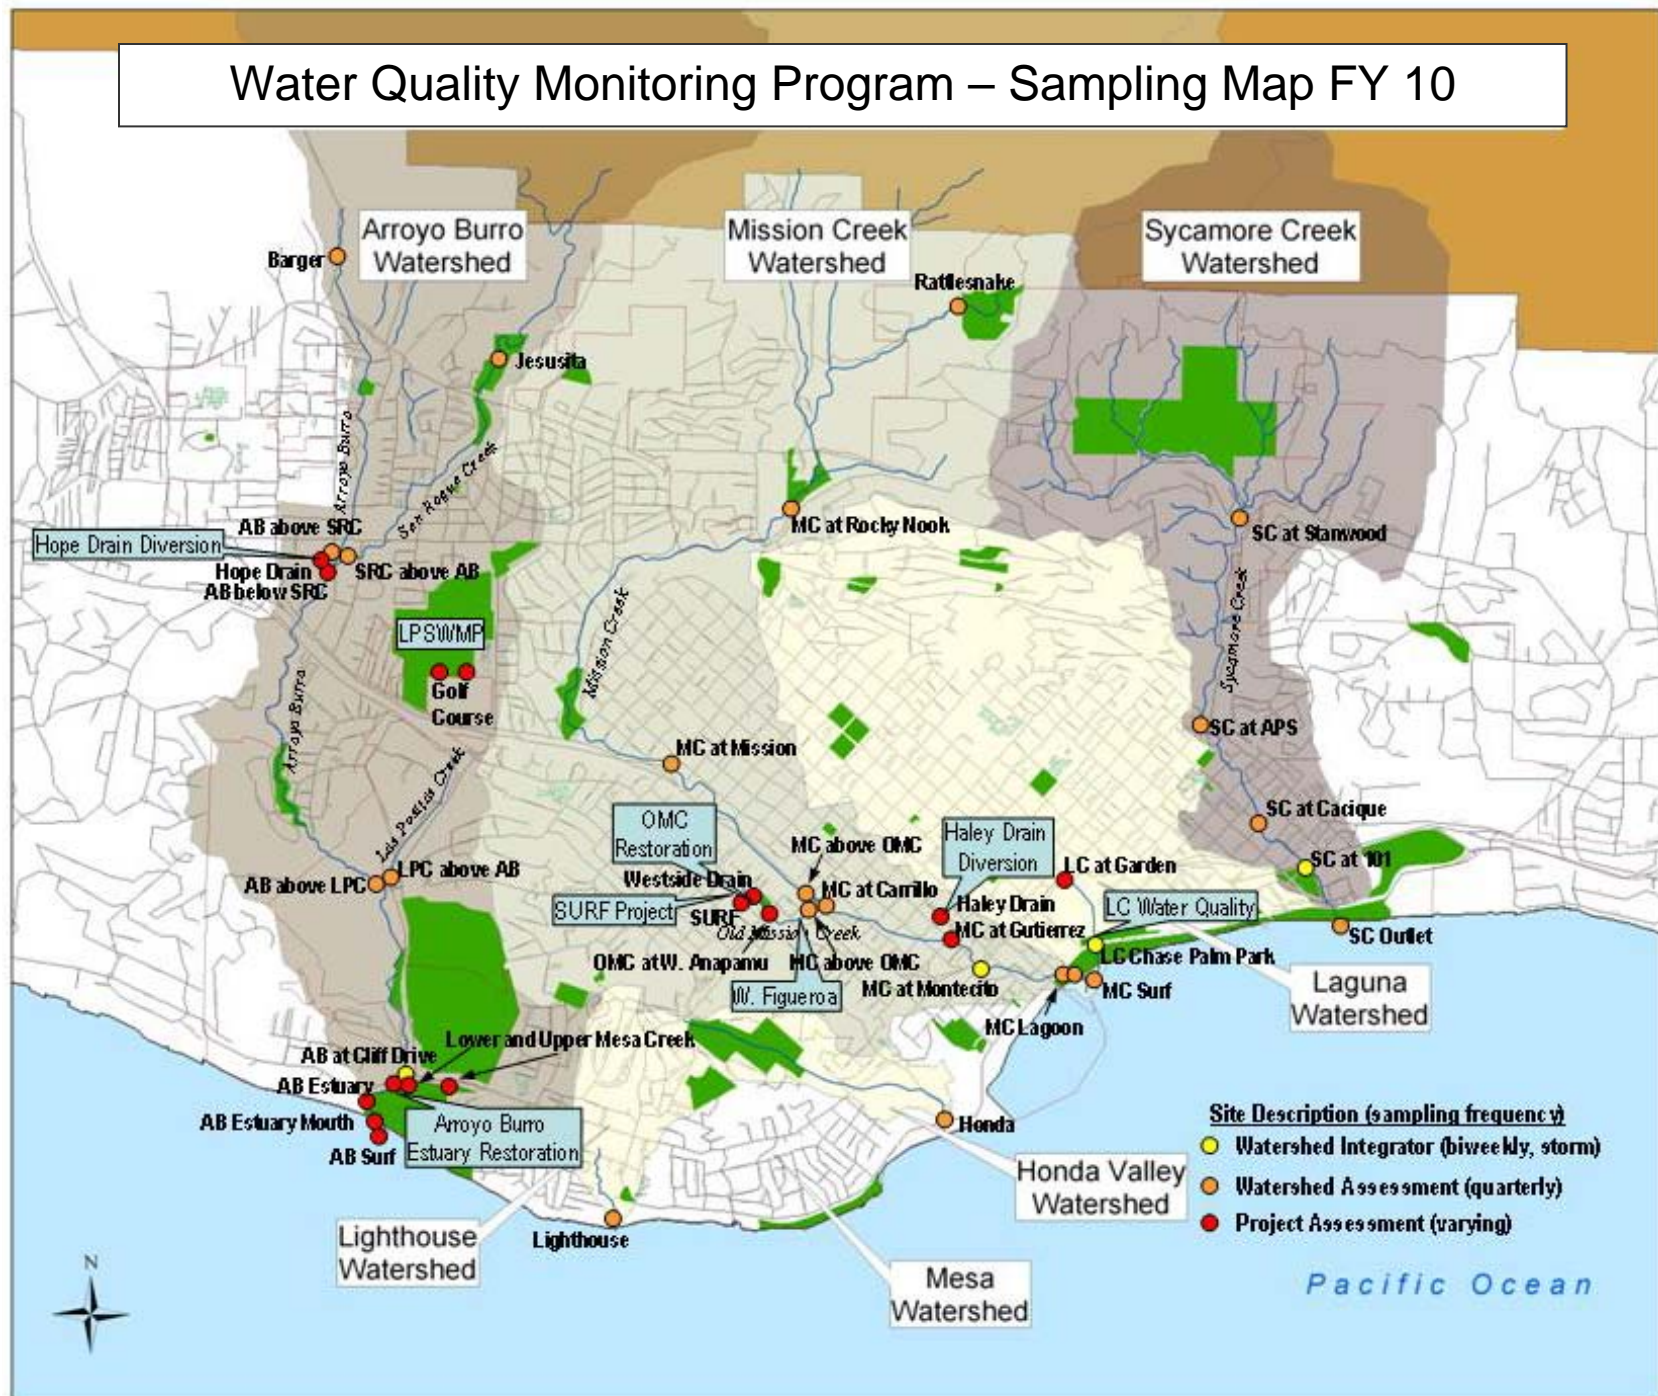 Water Quality Monitoring Program – Sampling Map FY 10
Arroyo Burro
Watershed
Mission Creek
Watershed
Sycamore Creek
Watershed
Barger
Rattlesnake
Jesusita
Arroyo Burro
San Roque Creek
AB above SRC
Hope Drain Diversion
Hope Drain
SRC above AB
AB below SRC
MC at Rocky Nook
SC at Stanwood
LPSWMP
Golf
Course
Mission Creek
Sycamore Creek
Arroyo Burro
SC at APS
MC at Mission
Las Positas Creek
OMC
Restoration
SC at Cacique
Haley Drain
Diversion
MC above OMC
LC at Garden
SC at 101
AB above LPC
LPC above AB
Westside Drain
MC at Carrillo
SURF Project
SURF
Haley Drain
LC Water Quality
Old Mission Creek
MC at Gutierrez
SC Outlet
OMC at W. Anapamu
MC above OMC
LC Chase Palm Park
W. Figueroa
MC at Montecito
MC Surf
Laguna
Watershed
MC Lagoon
Lower and Upper Mesa Creek
AB at Cliff Drive
AB Estuary
AB Estuary Mouth
Arroyo Burro
Estuary Restoration
AB Surf
Honda
Honda Valley
Watershed
Lighthouse
Watershed
Lighthouse
Mesa
Watershed
Site Description (sampling frequency)
Watershed Integrator (biweekly, storm)
Watershed Assessment (quarterly)
Project Assessment (varying)
Pacific Ocean
N